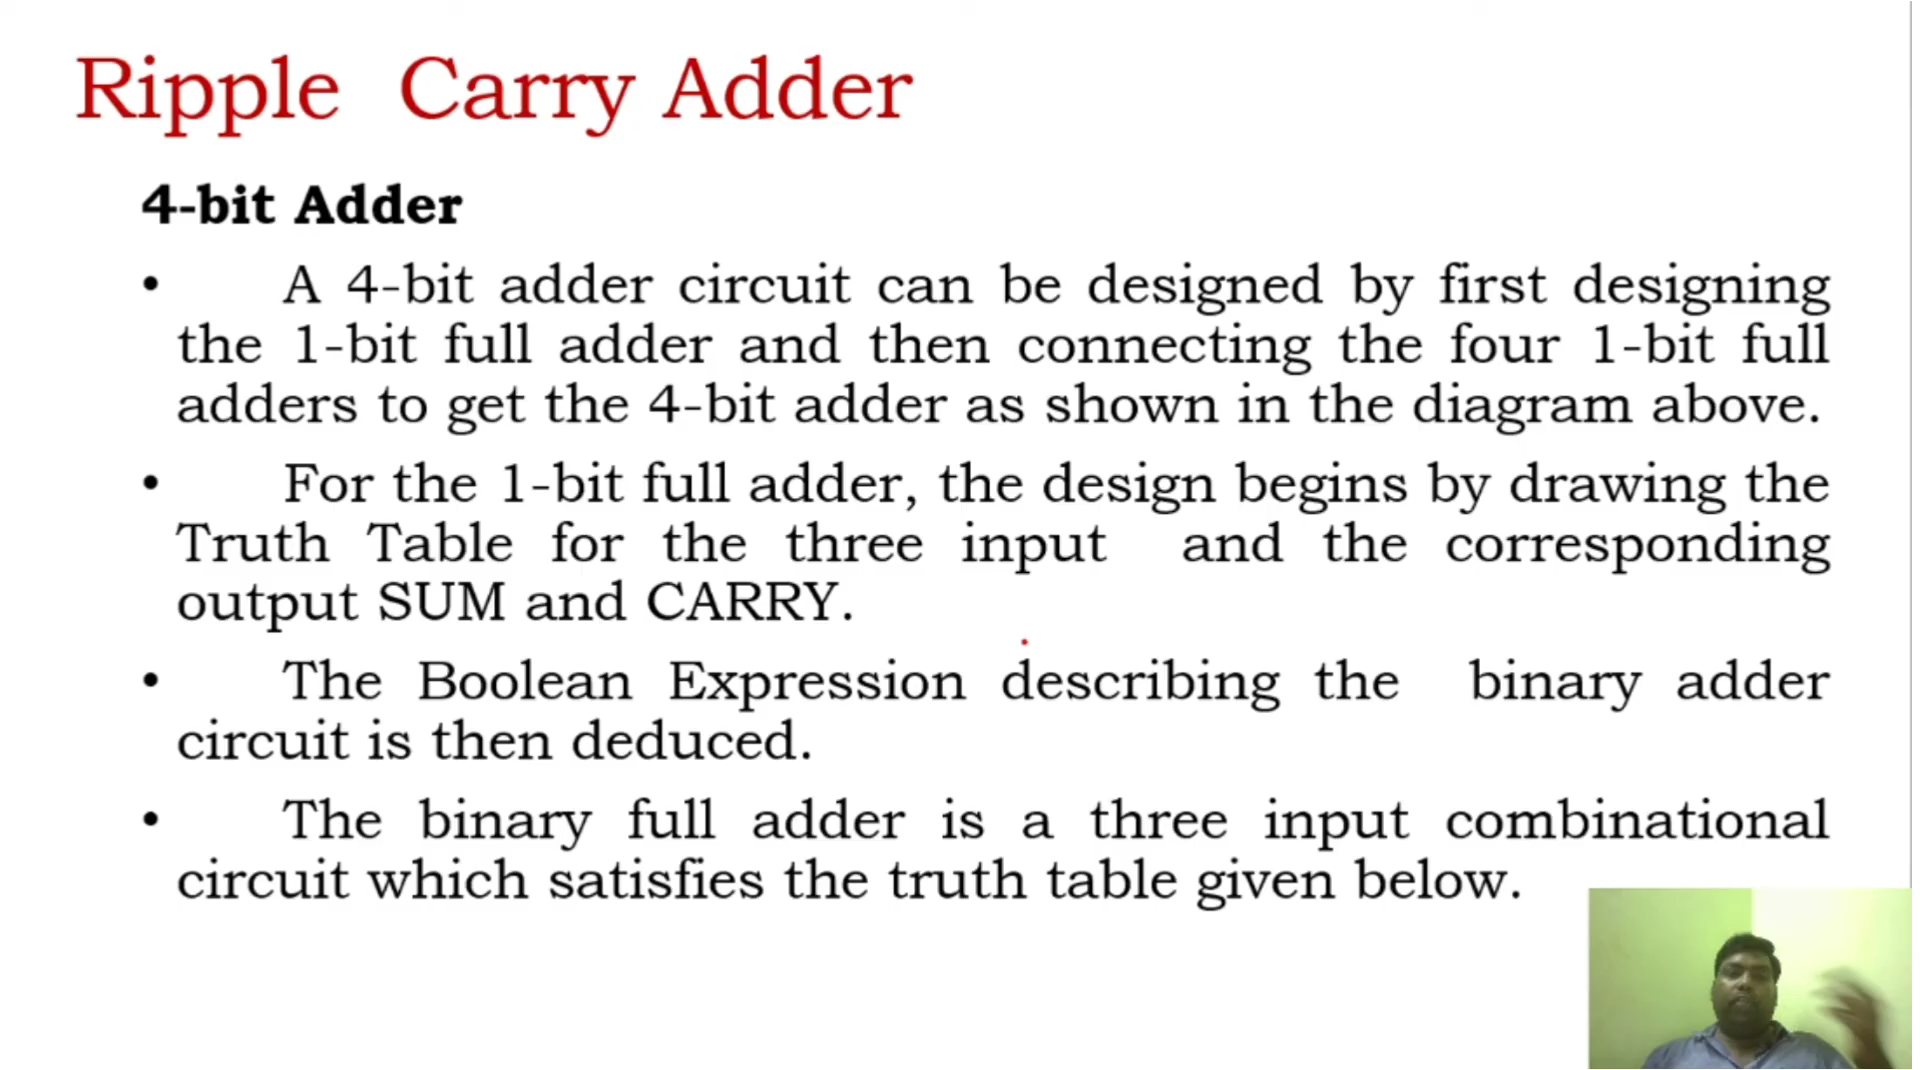 Ripple Carry Adder
4-bit Adder
• A 4-bit adder circuit can be designed by first designing
the 1-bit full adder and then connecting the four 1-bit full
adders to get the 4-bit adder as shown in the diagram above.
• For the 1-bit full adder, the design begins by drawing the
Truth Table for the three input and the corresponding
output SUM and CARRY.
• The Boolean Expression describing the binary adder
circuit is then deduced.
• The binary full adder is a three input combinational
circuit which satisfies the truth table given below.